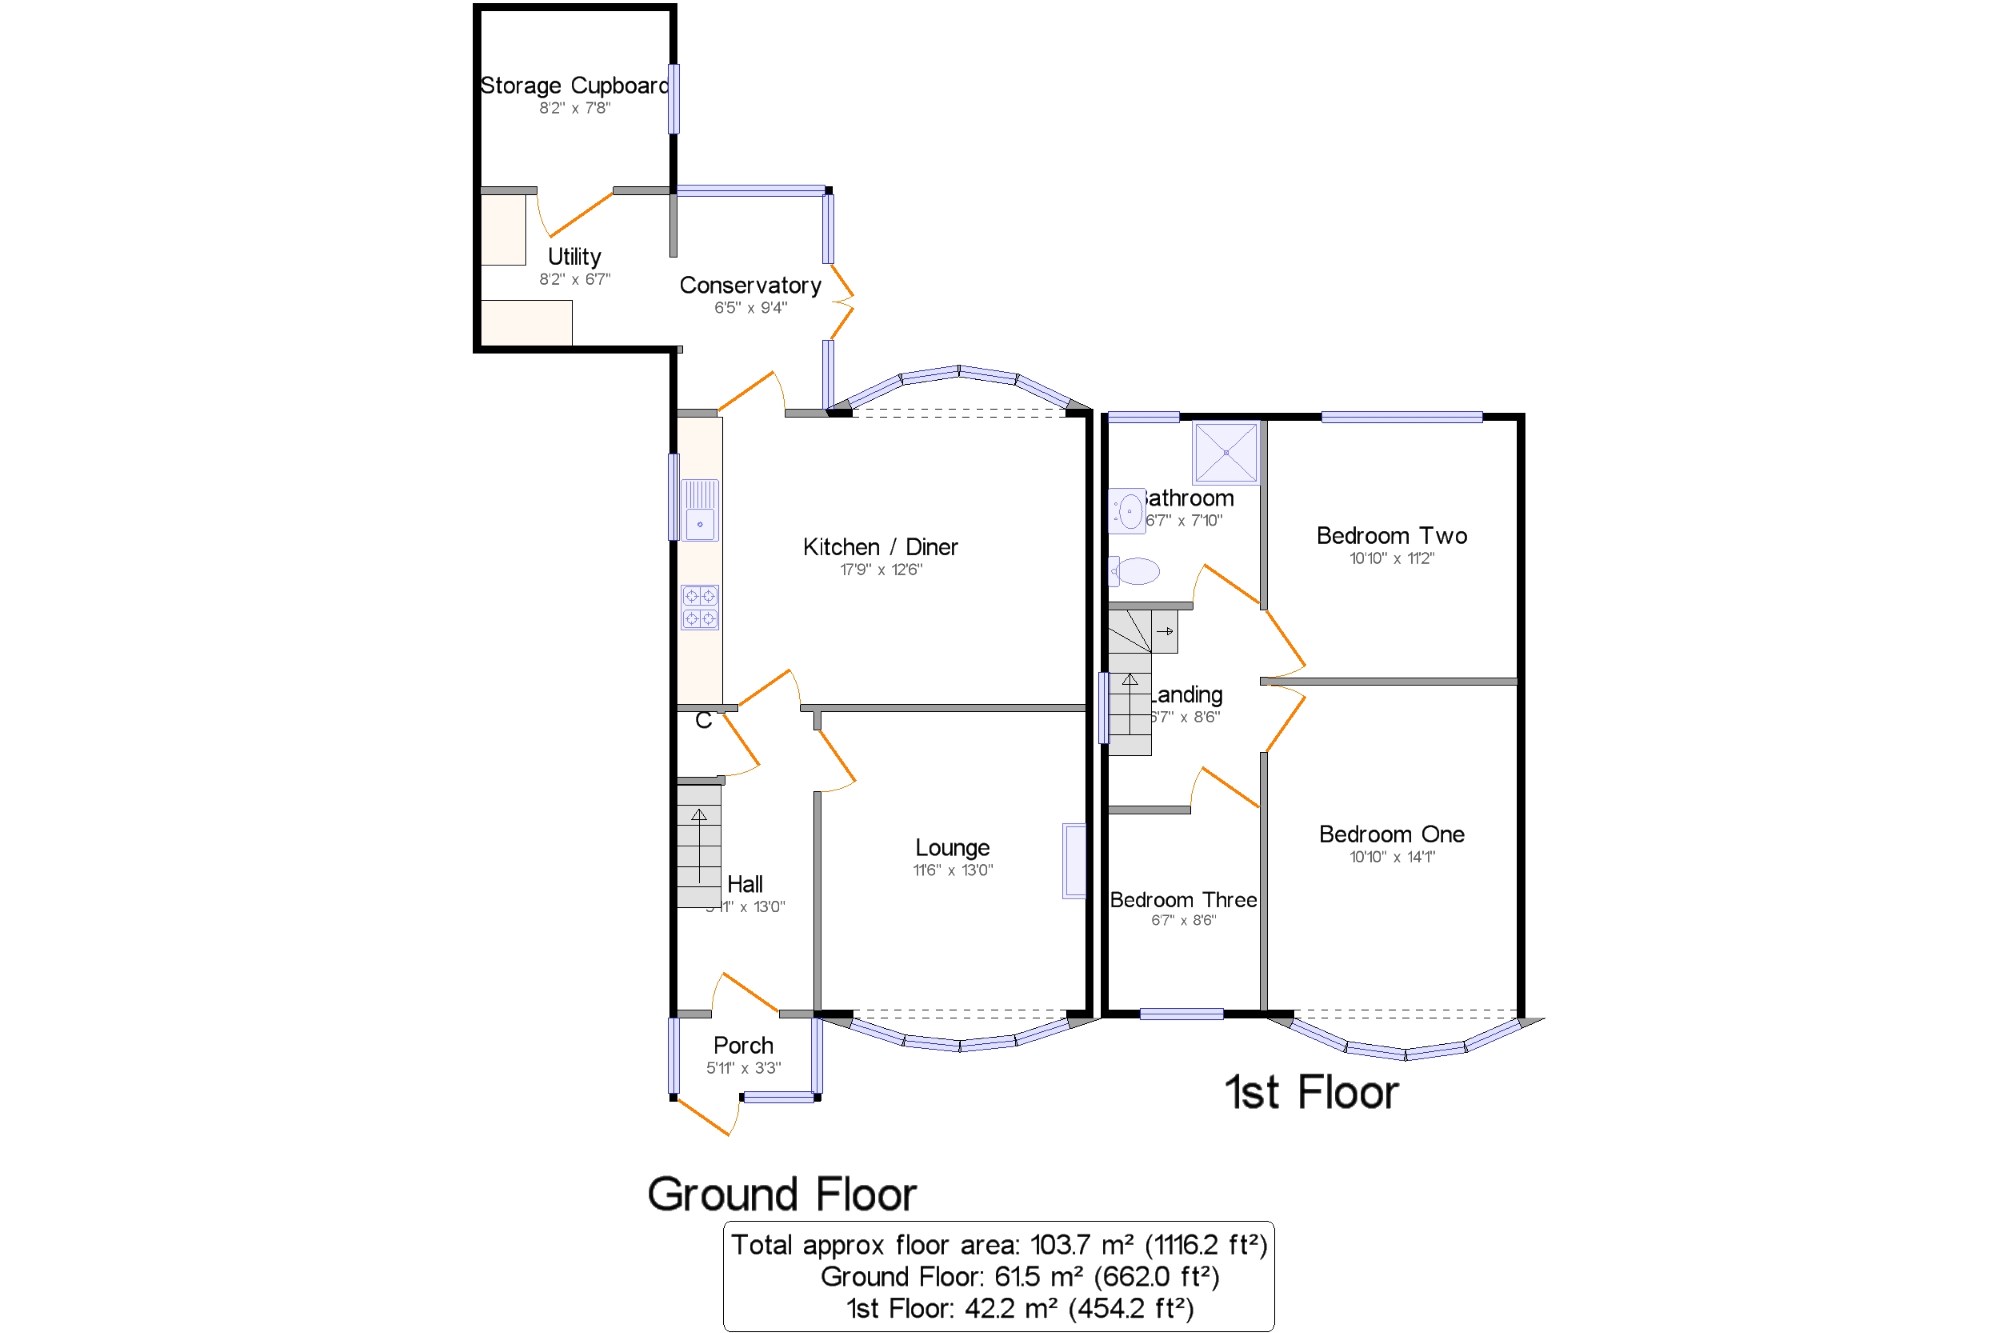 Storage Cupboard
8'2" x 7'8"
Utility
8'2" x 6'7"
Conservatory
6'5" x 9'4"
Kitchen / Diner
17'9" x 12'6"
C
Lounge
11'6" x 13'0"
Hall
5'11" x 13'0"
Porch
5'11" x 3'3"
Ground Floor
Bathroom
6'7" x 7'10"
Bedroom Two
10'10" x 11'2"
Landing
6'7" x 8'6"
Bedroom One
10'10" x 14'1"
Bedroom Three
6'7" x 8'6"
1st Floor
Total approx floor area: 103.7 m² (1116.2 ft²)
Ground Floor: 61.5 m² (662.0 ft²)
1st Floor: 42.2 m² (454.2 ft²)